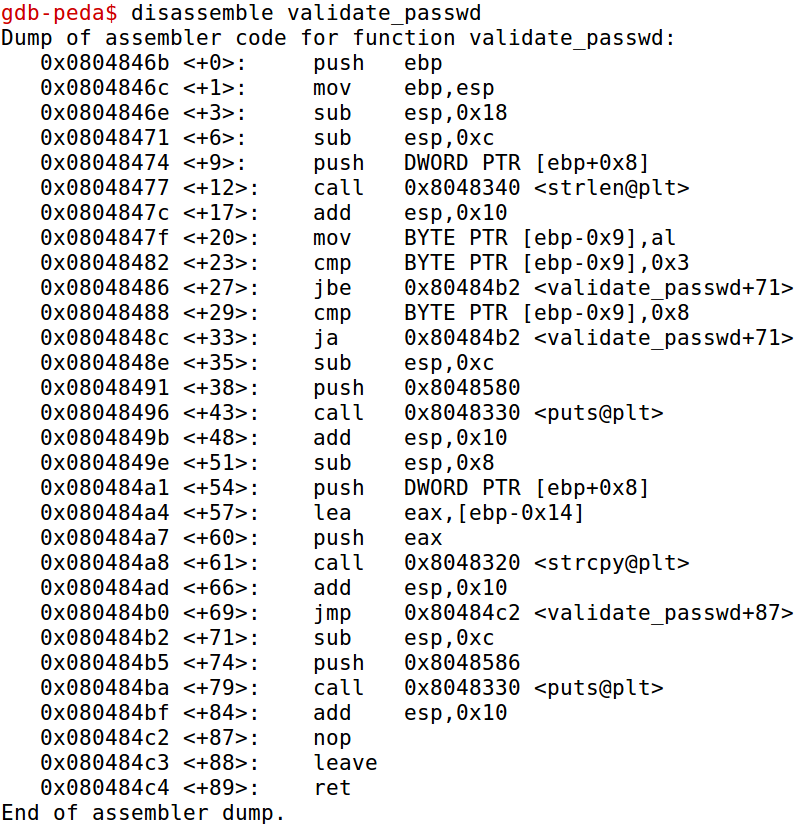 gdb-peda$ disassemble validate_passwd
Dump of assembler code for function validate_passwd:
   0x0804846b <+0>:     push   ebp
   0x0804846c <+1>:     mov    ebp,esp
   0x0804846e <+3>:     sub    esp,0x18
   0x08048471 <+6>:     sub    esp,0xc
   0x08048474 <+9>:     push   DWORD PTR [ebp+0x8]
   0x08048477 <+12>:    call   0x8048340 <strlen@plt>
   0x0804847c <+17>:    add    esp,0x10
   0x0804847f <+20>:    mov    BYTE PTR [ebp-0x9],al
   0x08048482 <+23>:    cmp    BYTE PTR [ebp-0x9],0x3
   0x08048486 <+27>:    jbe    0x80484b2 <validate_passwd+71>
   0x08048488 <+29>:    cmp    BYTE PTR [ebp-0x9],0x8
   0x0804848c <+33>:    ja     0x80484b2 <validate_passwd+71>
   0x0804848e <+35>:    sub    esp,0xc
   0x08048491 <+38>:    push   0x8048580
   0x08048496 <+43>:    call   0x8048330 <puts@plt>
   0x0804849b <+48>:    add    esp,0x10
   0x0804849e <+51>:    sub    esp,0x8
   0x080484a1 <+54>:    push   DWORD PTR [ebp+0x8]
   0x080484a4 <+57>:    lea    eax,[ebp-0x14]
   0x080484a7 <+60>:    push   eax
   0x080484a8 <+61>:    call   0x8048320 <strcpy@plt>
   0x080484ad <+66>:    add    esp,0x10
   0x080484b0 <+69>:    jmp    0x80484c2 <validate_passwd+87>
   0x080484b2 <+71>:    sub    esp,0xc
   0x080484b5 <+74>:    push   0x8048586
   0x080484ba <+79>:    call   0x8048330 <puts@plt>
   0x080484bf <+84>:    add    esp,0x10
   0x080484c2 <+87>:    nop
   0x080484c3 <+88>:    leave
   0x080484c4 <+89>:    ret
End of assembler dump.